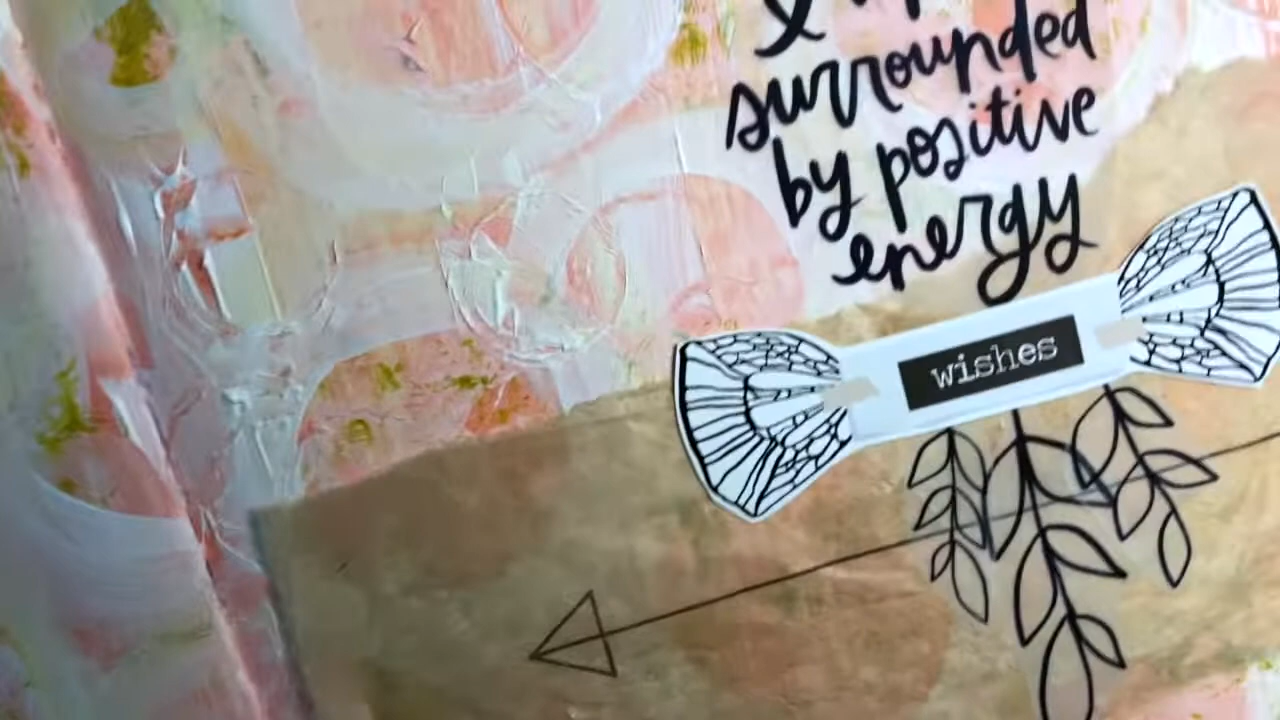 I
surrounded
by positive
energy
wishes